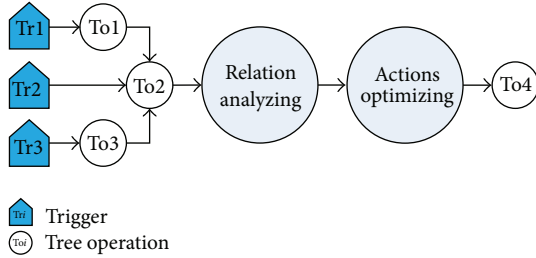 Tr1
To1
Tr2
To2
Relation
analyzing
Actions
optimizing
To4
Tr3
To3
Tri
Trigger
Toi
Tree operation